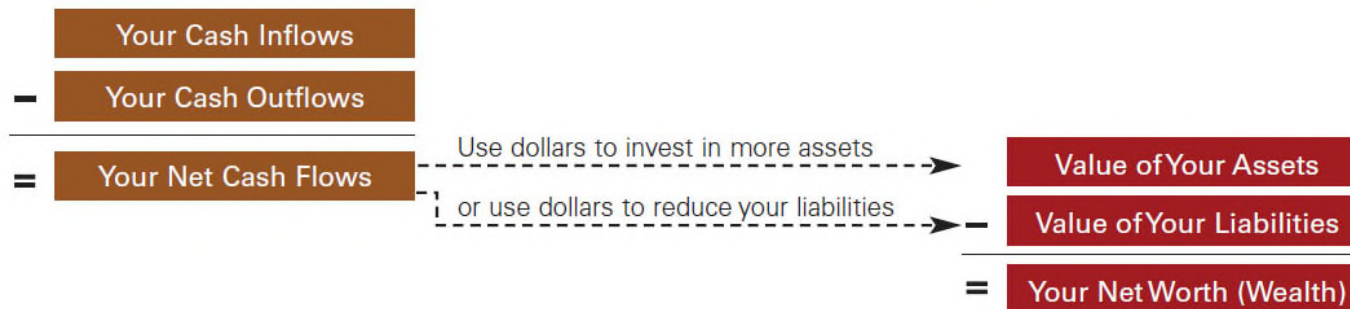 Your Cash Inflows
– Your Cash Outflows
= Your Net Cash Flows
Use dollars to invest in more assets
or use dollars to reduce your liabilities
Value of Your Assets
– Value of Your Liabilities
= Your Net Worth (Wealth)